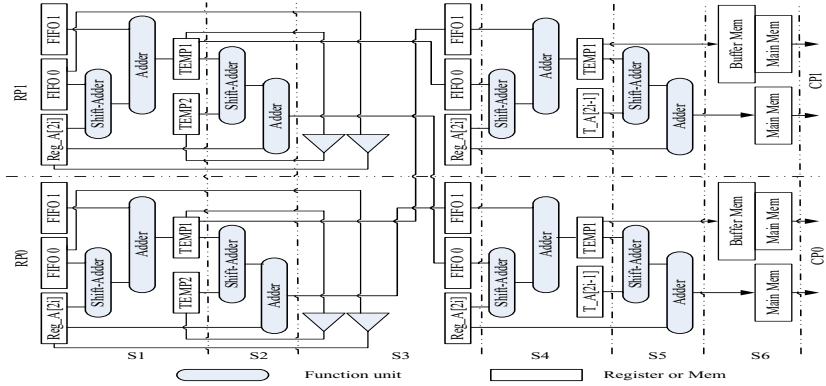 RP1
FIFO 1
FIFO 0
Reg_A[2i]
Shift-Adder
Adder
TEMP1
TEMP2
Shift-Adder
Adder
FIFO 1
FIFO 0
Reg_A[2i]
Shift-Adder
Adder
TEMP1
T_A[2i-1]
Shift-Adder
Adder
Buffer Mem
Main Mem
Main Mem
CP1
RP0
FIFO 1
FIFO 0
Reg_A[2i]
Shift-Adder
Adder
TEMP1
TEMP2
Shift-Adder
Adder
FIFO 1
FIFO 0
Reg_A[2i]
Shift-Adder
Adder
TEMP1
T_A[2i-1]
Shift-Adder
Adder
Buffer Mem
Main Mem
Main Mem
CP0
S1 S2 S3 S4 S5 S6
Function unit Register or Mem